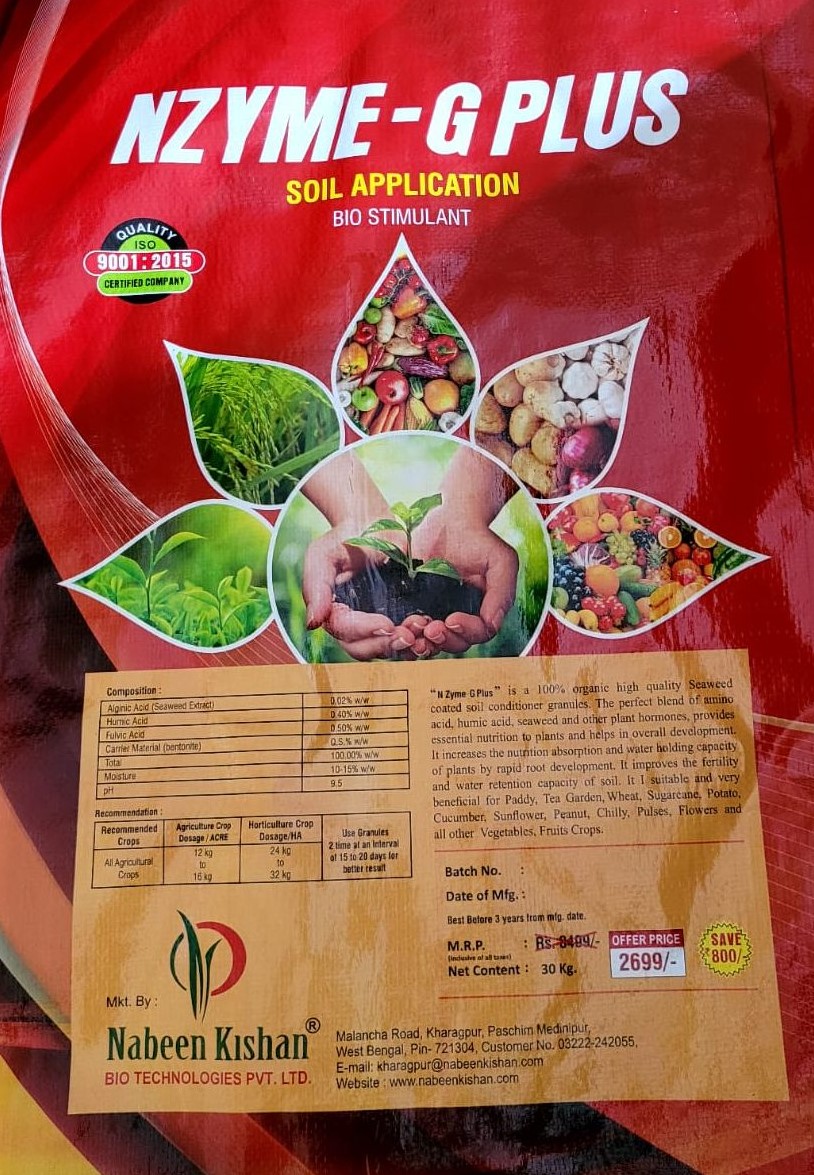 NZYME-G PLUS
SOIL APPLICATION
BIO STIMULANT
QUALITY
ISO
9001:2015
CERTIFIED COMPANY
Composition :
Alginic Acid (Seaweed Extract) 0.02% w/w
Humic Acid 0.40% w/w
Fulvic Acid 0.50% w/w
Carrier Material (bentonite) Q.S.% w/w
Total 100.00% w/w
Moisture 10-15% w/w
pH 9.5
Recommendation :
Recommended Crops Agriculture Crop Dosage / ACRE Horticulture Crop Dosage/HA Use Granules 2 time at an interval of 15 to 20 days for better result
All Agricultural Crops 12 kg to 16 kg 24 kg to 32 kg
"N Zyme G Plus" is a 100% organic high quality Seaweed
coated soil conditioner granules. The perfect blend of amino
acid, humic acid, seaweed and other plant hormones, provides
essential nutrition to plants and helps in overall development.
It increases the nutrition absorption and water holding capacity
of plants by rapid root development. It improves the fertility
and water retention capacity of soil. It I suitable and very
beneficial for Paddy, Tea Garden, Wheat, Sugarcane, Potato,
Cucumber, Sunflower, Peanut, Chilly, Pulses, Flowers and
all other Vegetables, Fruits Crops.
Batch No. :
Date of Mfg. :
Best Before 3 years from mfg. date.
M.R.P. : Rs. 3499/-
(inclusive of all taxes)
OFFER PRICE
2699/-
SAVE
₹800/-
Net Content : 30 Kg.
Mkt. By :
Nabeen Kishan®
BIO TECHNOLOGIES PVT. LTD.
Malancha Road, Kharagpur, Paschim Medinipur,
West Bengal, Pin- 721304, Customer No. 03222-242055,
E-mail: kharagpur@nabeenkishan.com
Website : www.nabeenkishan.com